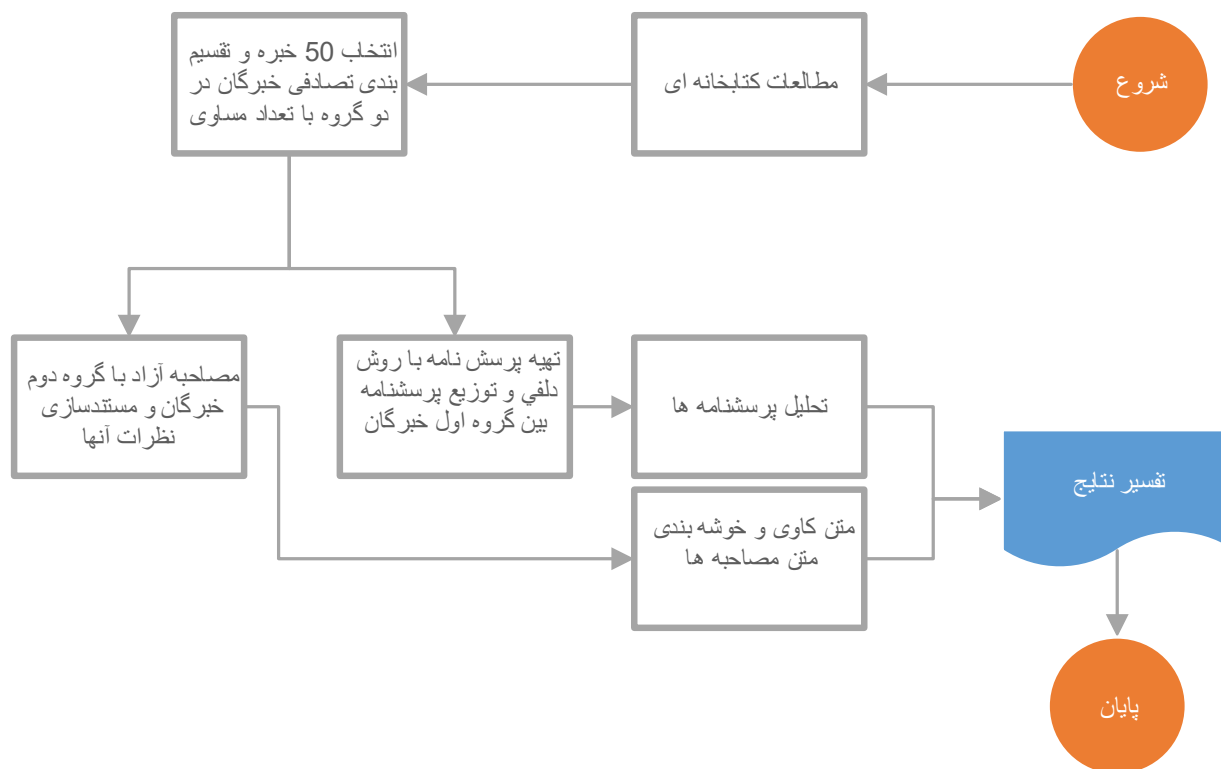 شروع
مطالعات کتابخانه ای
انتخاب 50 خبره و تقسیم
بندی تصادفی خبرگان در
دو گروه با تعداد مساوی
تهیه پرسش نامه با روش
دلفي و توزیع پرسشنامه
بین گروه اول خبرگان
مصاحبه آزاد با گروه دوم
خبرگان و مستندسازی
نظرات آنها
تحلیل پرسشنامه ها
متن کاوی و خوشه بندی
متن مصاحبه ها
تفسیر نتایج
پایان